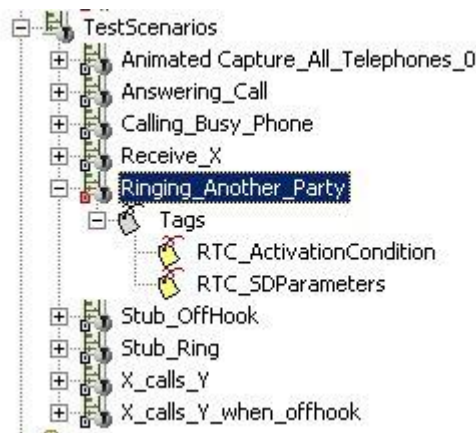 TestScenarios
Animated Capture_All_Telephones_0
Answering_Call
Calling_Busy_Phone
Receive_X
Ringing_Another_Party
Tags
RTC_ActivationCondition
RTC_SDParameters
Stub_OffHook
Stub_Ring
X_calls_Y
X_calls_Y_when_offhook